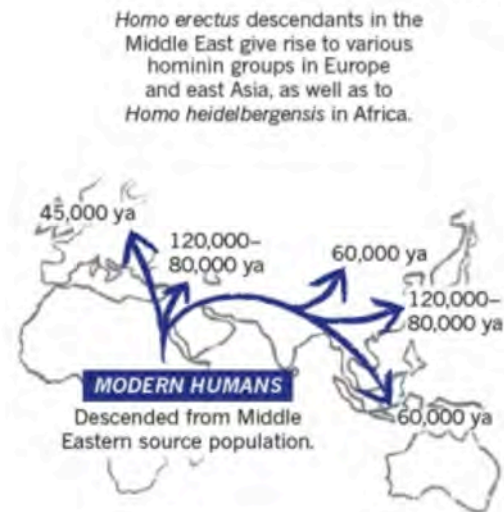 Homo erectus descendants in the
Middle East give rise to various
hominin groups in Europe
and east Asia, as well as to
Homo heidelbergensis in Africa.
45,000 ya
120,000–
80,000 ya
60,000 ya
120,000–
80,000 ya
MODERN HUMANS
Descended from Middle
Eastern source population.
60,000 ya